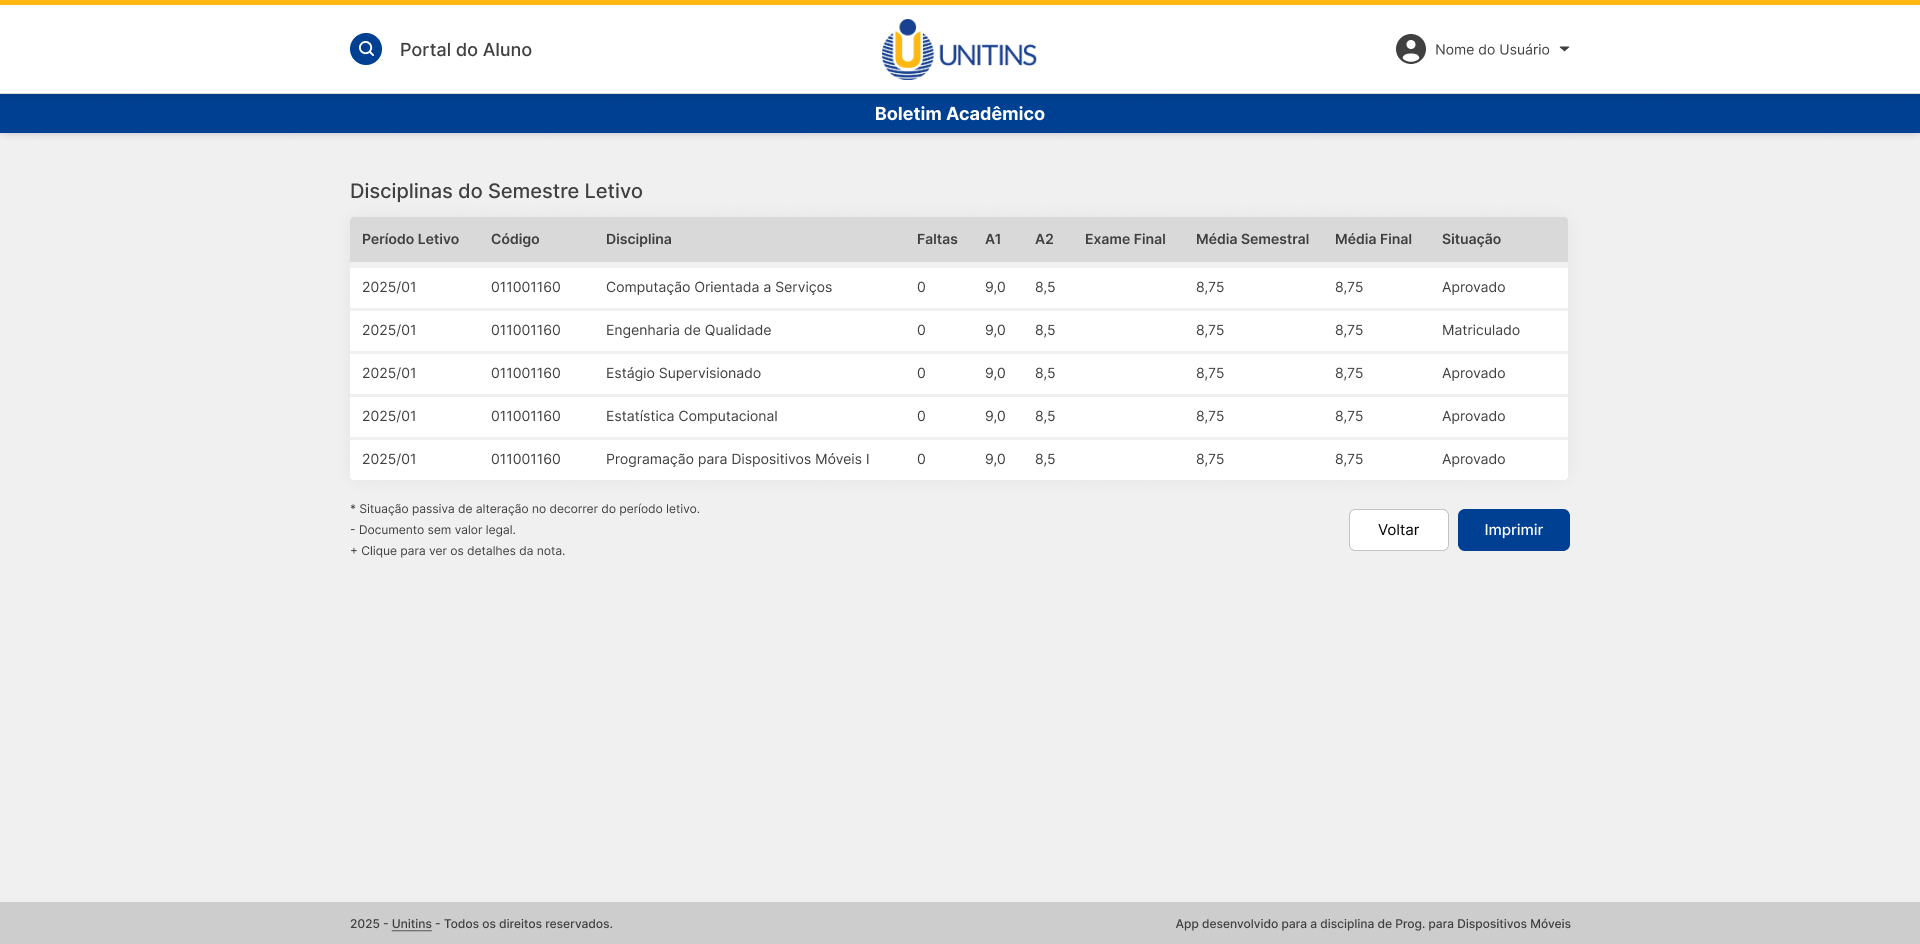 Portal do Aluno
UNITINS
Nome do Usuário
Boletim Acadêmico
Disciplinas do Semestre Letivo
Período Letivo Código Disciplina Faltas A1 A2 Exame Final Média Semestral Média Final Situação
2025/01 011001160 Computação Orientada a Serviços 0 9,0 8,5 8,75 8,75 Aprovado
2025/01 011001160 Engenharia de Qualidade 0 9,0 8,5 8,75 8,75 Matriculado
2025/01 011001160 Estágio Supervisionado 0 9,0 8,5 8,75 8,75 Aprovado
2025/01 011001160 Estatística Computacional 0 9,0 8,5 8,75 8,75 Aprovado
2025/01 011001160 Programação para Dispositivos Móveis I 0 9,0 8,5 8,75 8,75 Aprovado
* Situação passiva de alteração no decorrer do período letivo.
- Documento sem valor legal.
+ Clique para ver os detalhes da nota.
Voltar Imprimir
2025 - Unitins - Todos os direitos reservados.
App desenvolvido para a disciplina de Prog. para Dispositivos Móveis